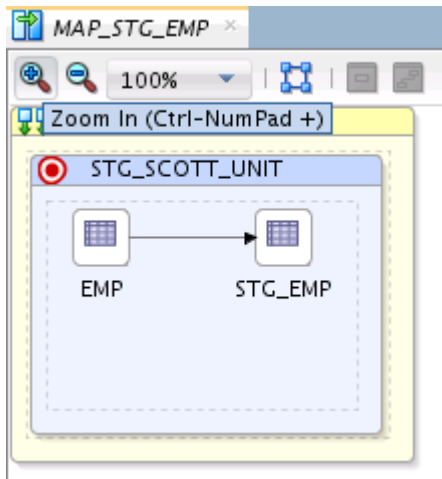 MAP_STG_EMP
100%
Zoom In (Ctrl-NumPad +)
STG_SCOTT_UNIT
EMP STG_EMP